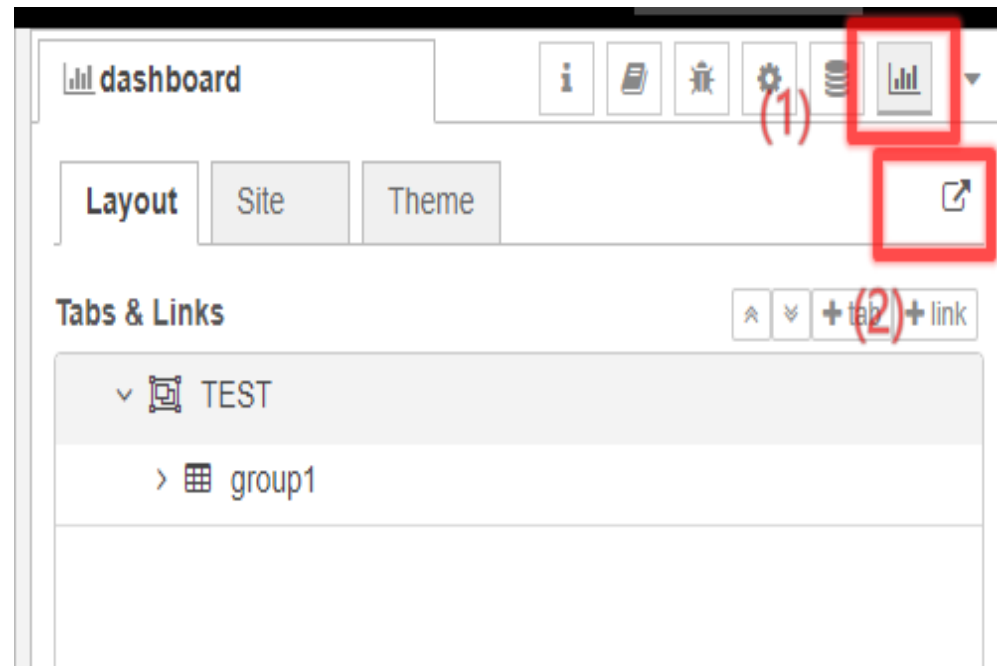 dashboard
(1)
Layout Site Theme
Tabs & Links
+ tab + link
(2)
TEST
group1